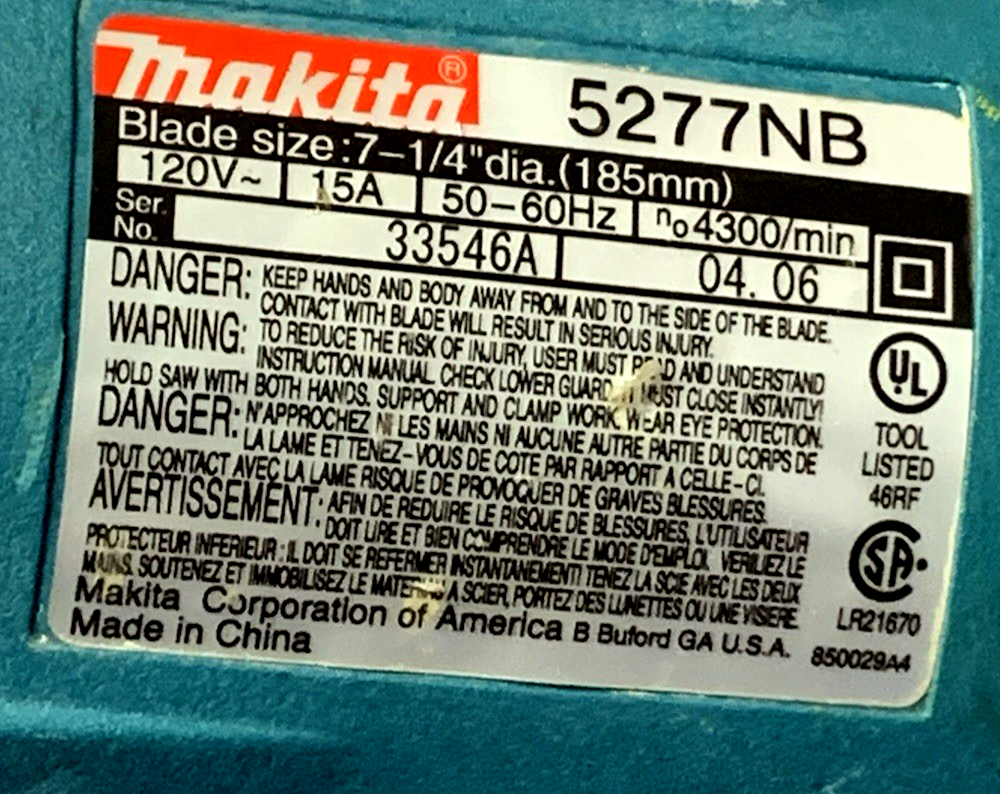 makita®
5277NB
Blade size:7–1/4"dia.(185mm)
120V~ 15A 50–60Hz n₀4300/min
Ser. No. 33546A 04. 06
DANGER: KEEP HANDS AND BODY AWAY FROM AND TO THE SIDE OF THE BLADE.
CONTACT WITH BLADE WILL RESULT IN SERIOUS INJURY.
WARNING: TO REDUCE THE RISK OF INJURY, USER MUST AND UNDERSTAND
INSTRUCTION MANUAL. CHECK LOWER GUARD. MUST CLOSE INSTANTLY!
HOLD SAW WITH BOTH HANDS. SUPPORT AND CLAMP WORK. WEAR EYE PROTECTION.
DANGER: N'APPROCHEZ NI LES MAINS NI AUCUNE AUTRE PARTIE DU CORPS DE
LA LAME ET TENEZ–VOUS DE COTE PAR RAPPORT A CELLE–CI.
TOUT CONTACT AVEC LA LAME RISQUE DE PROVOQUER DE GRAVES BLESSURES.
AVERTISSEMENT: AFIN DE REDUIRE LE RISQUE DE BLESSURES, L'UTILISATEUR
DOIT LIRE ET BIEN COMPRENDRE LE MODE D'EMPLOI. VERIFIEZ LE
PROTECTEUR INFERIEUR : IL DOIT SE REFERMER INSTANTANEMENT! TENEZ LA SCIE AVEC LES DEUX
MAINS. SOUTENEZ ET IMMOBILISEZ LE A SCIER, PORTEZ DES LUNETTES OU UNE VISIERE.
Makita Corporation of America B Buford GA U.S.A.
Made in China
UL
TOOL
LISTED
46RF
SA
LR21670
850029A4